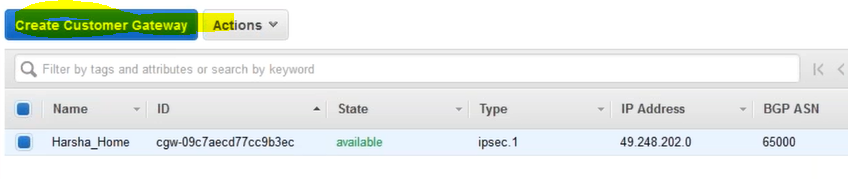 Create Customer Gateway Actions
Filter by tags and attributes or search by keyword
Name ID State Type IP Address BGP ASN
Harsha_Home cgw-09c7aecd77cc9b3ec available ipsec.1 49.248.202.0 65000